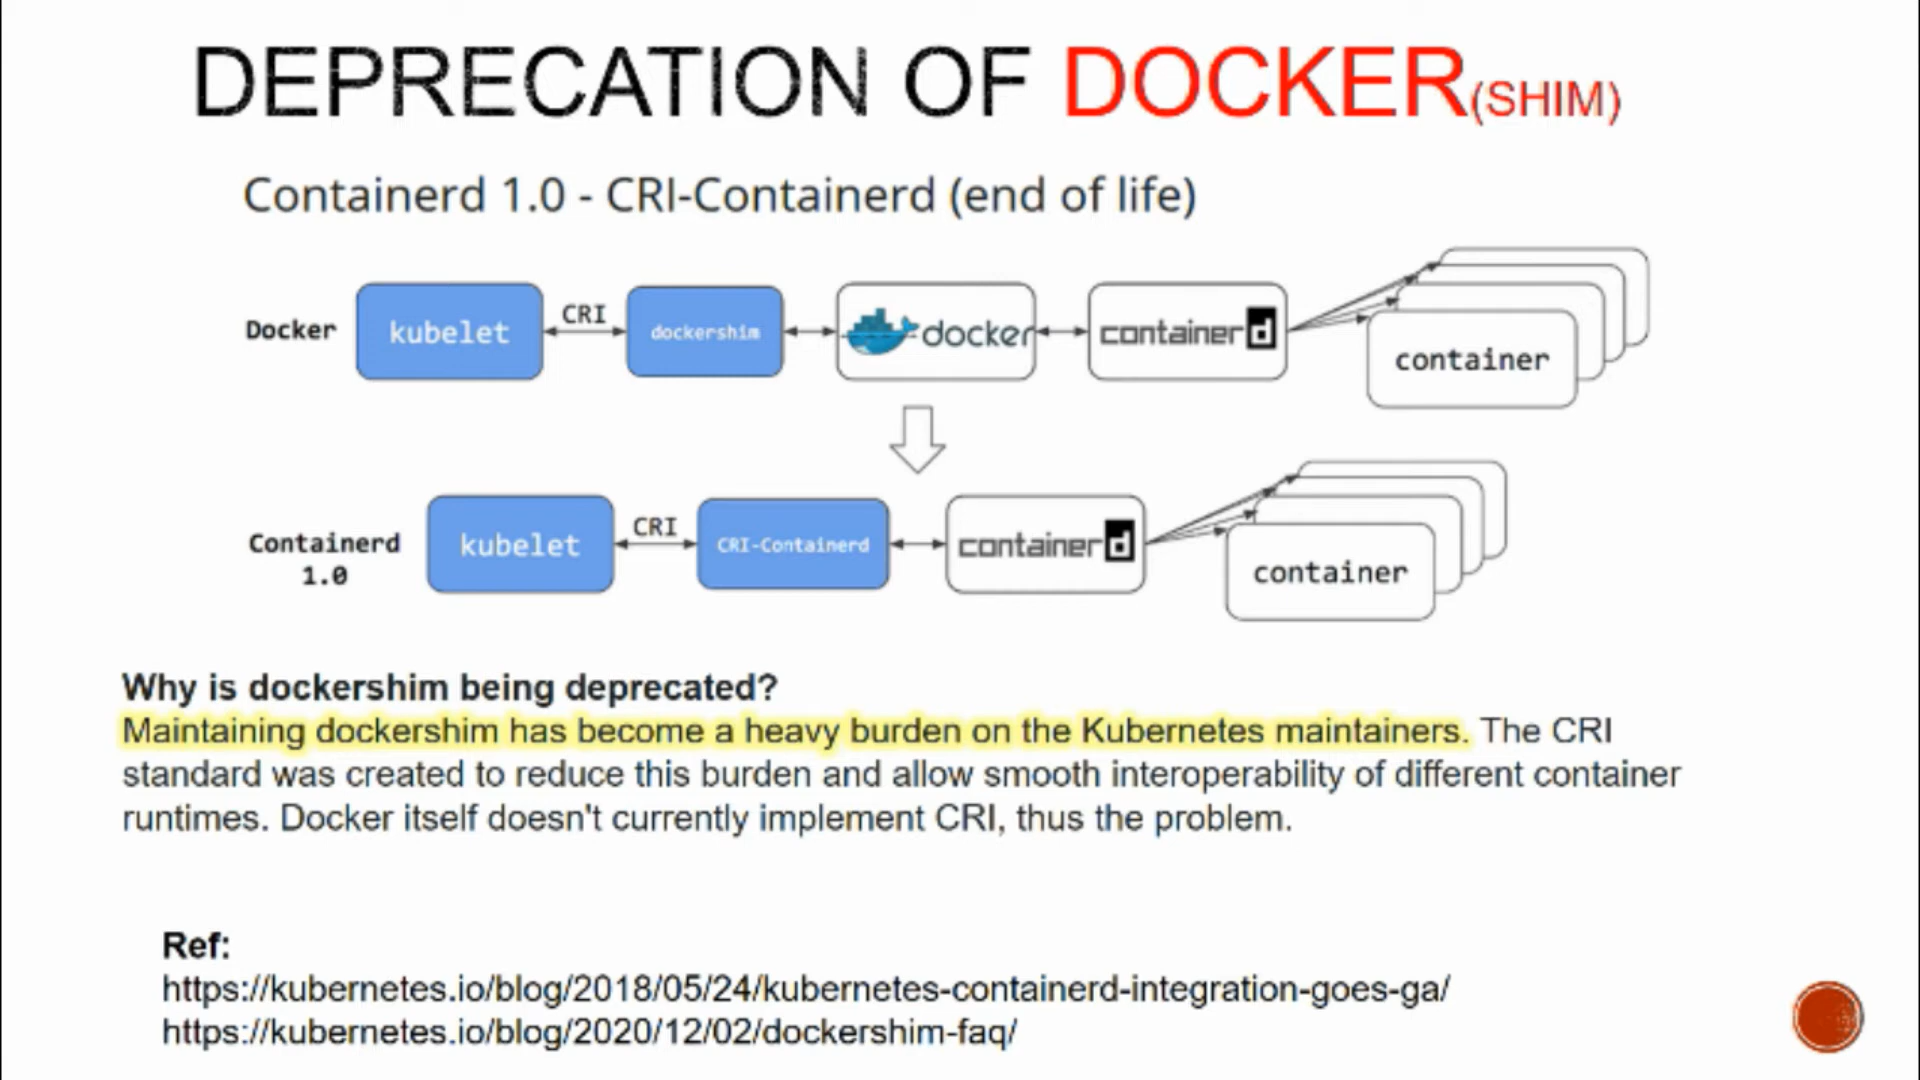 DEPRECATION OF DOCKER(SHIM)
Containerd 1.0 - CRI-Containerd (end of life)
Docker
kubelet
CRI
dockershim
docker
containerd
container
Containerd
1.0
kubelet
CRI
CRI-Containerd
containerd
container
Why is dockershim being deprecated?
Maintaining dockershim has become a heavy burden on the Kubernetes maintainers. The CRI
standard was created to reduce this burden and allow smooth interoperability of different container
runtimes. Docker itself doesn't currently implement CRI, thus the problem.
Ref:
https://kubernetes.io/blog/2018/05/24/kubernetes-containerd-integration-goes-ga/
https://kubernetes.io/blog/2020/12/02/dockershim-faq/